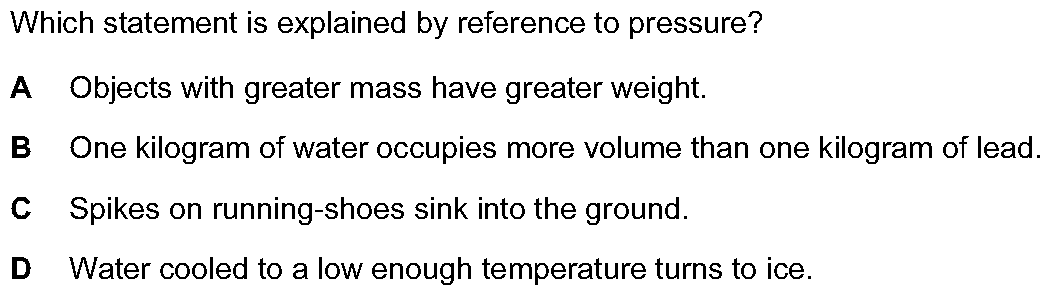 Which statement is explained by reference to pressure?
A Objects with greater mass have greater weight.
B One kilogram of water occupies more volume than one kilogram of lead.
C Spikes on running-shoes sink into the ground.
D Water cooled to a low enough temperature turns to ice.